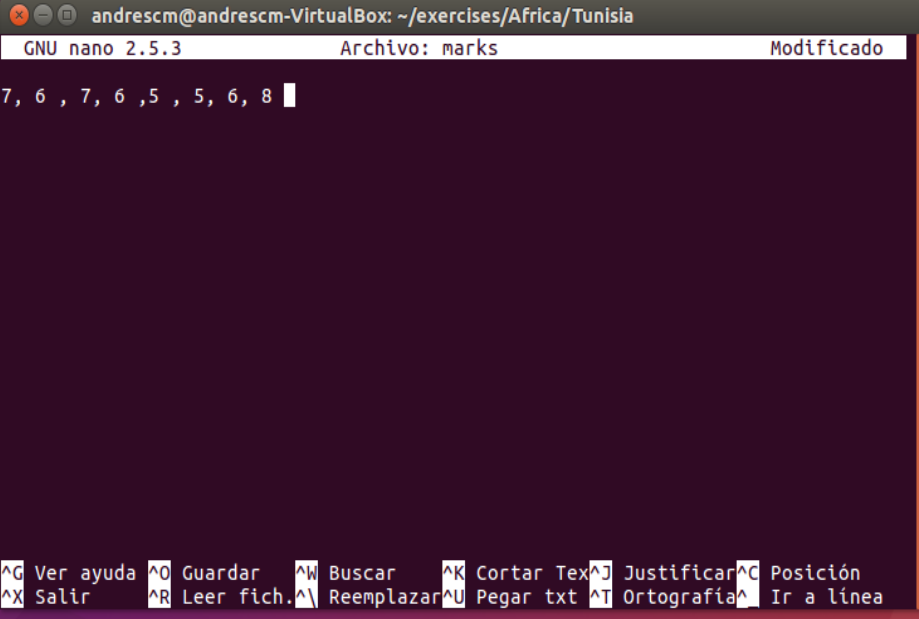 andrescm@andrescm-VirtualBox: ~/exercises/Africa/Tunisia
GNU nano 2.5.3 Archivo: marks Modificado
7, 6 , 7, 6 ,5 , 5, 6, 8
^G Ver ayuda ^O Guardar ^W Buscar ^K Cortar Tex^J Justificar^C Posición
^X Salir ^R Leer fich.^\ Reemplazar^U Pegar txt ^T Ortografía^_ Ir a línea